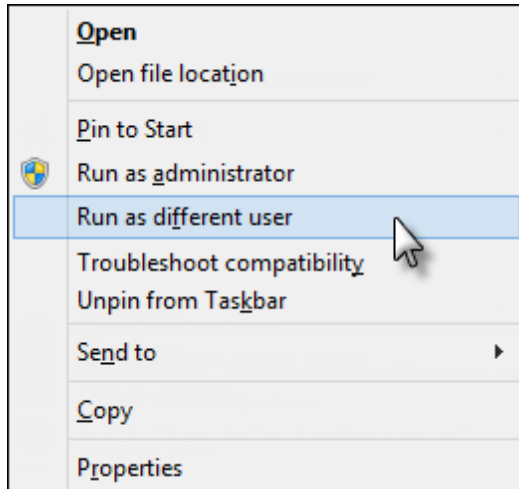 Open
Open file location
Pin to Start
Run as administrator
Run as different user
Troubleshoot compatibility
Unpin from Taskbar
Send to
Copy
Properties